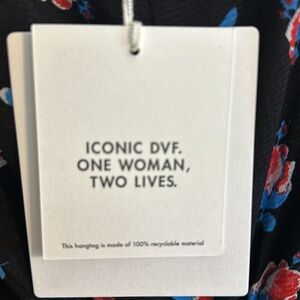 ICONIC DVF.
ONE WOMAN,
TWO LIVES.
This hangtag is made of 100% recyclable material